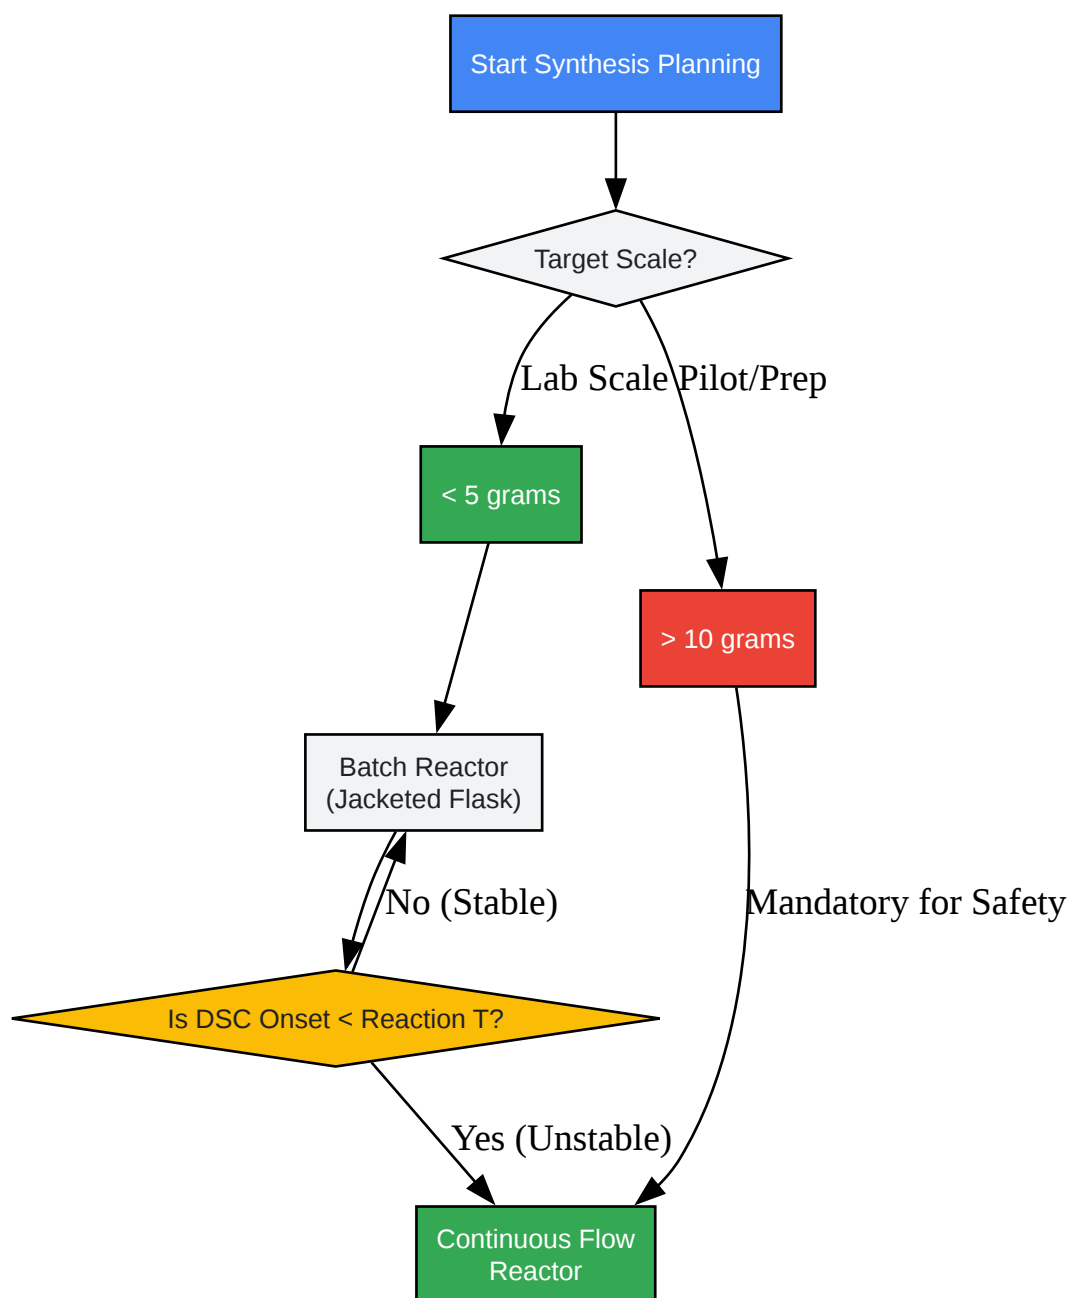 Start Synthesis Planning
Target Scale?
Lab Scale
Pilot/Prep
< 5 grams
> 10 grams
Batch Reactor
(Jacketed Flask)
No (Stable)
Mandatory for Safety
Is DSC Onset < Reaction T?
Yes (Unstable)
Continuous Flow
Reactor